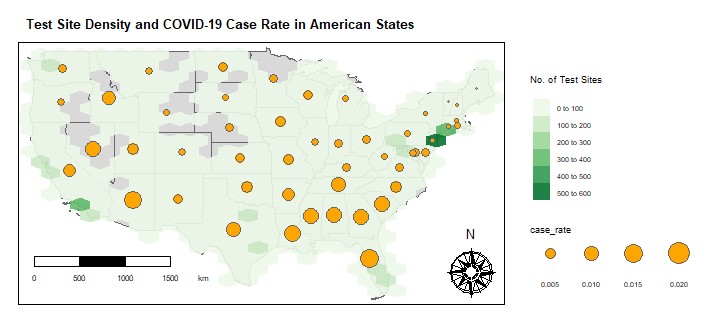 Test Site Density and COVID-19 Case Rate in American States
No. of Test Sites
0 to 100
100 to 200
200 to 300
300 to 400
400 to 500
500 to 600
case_rate
0.005 0.010 0.015 0.020
N
0 500 1000 1500 km